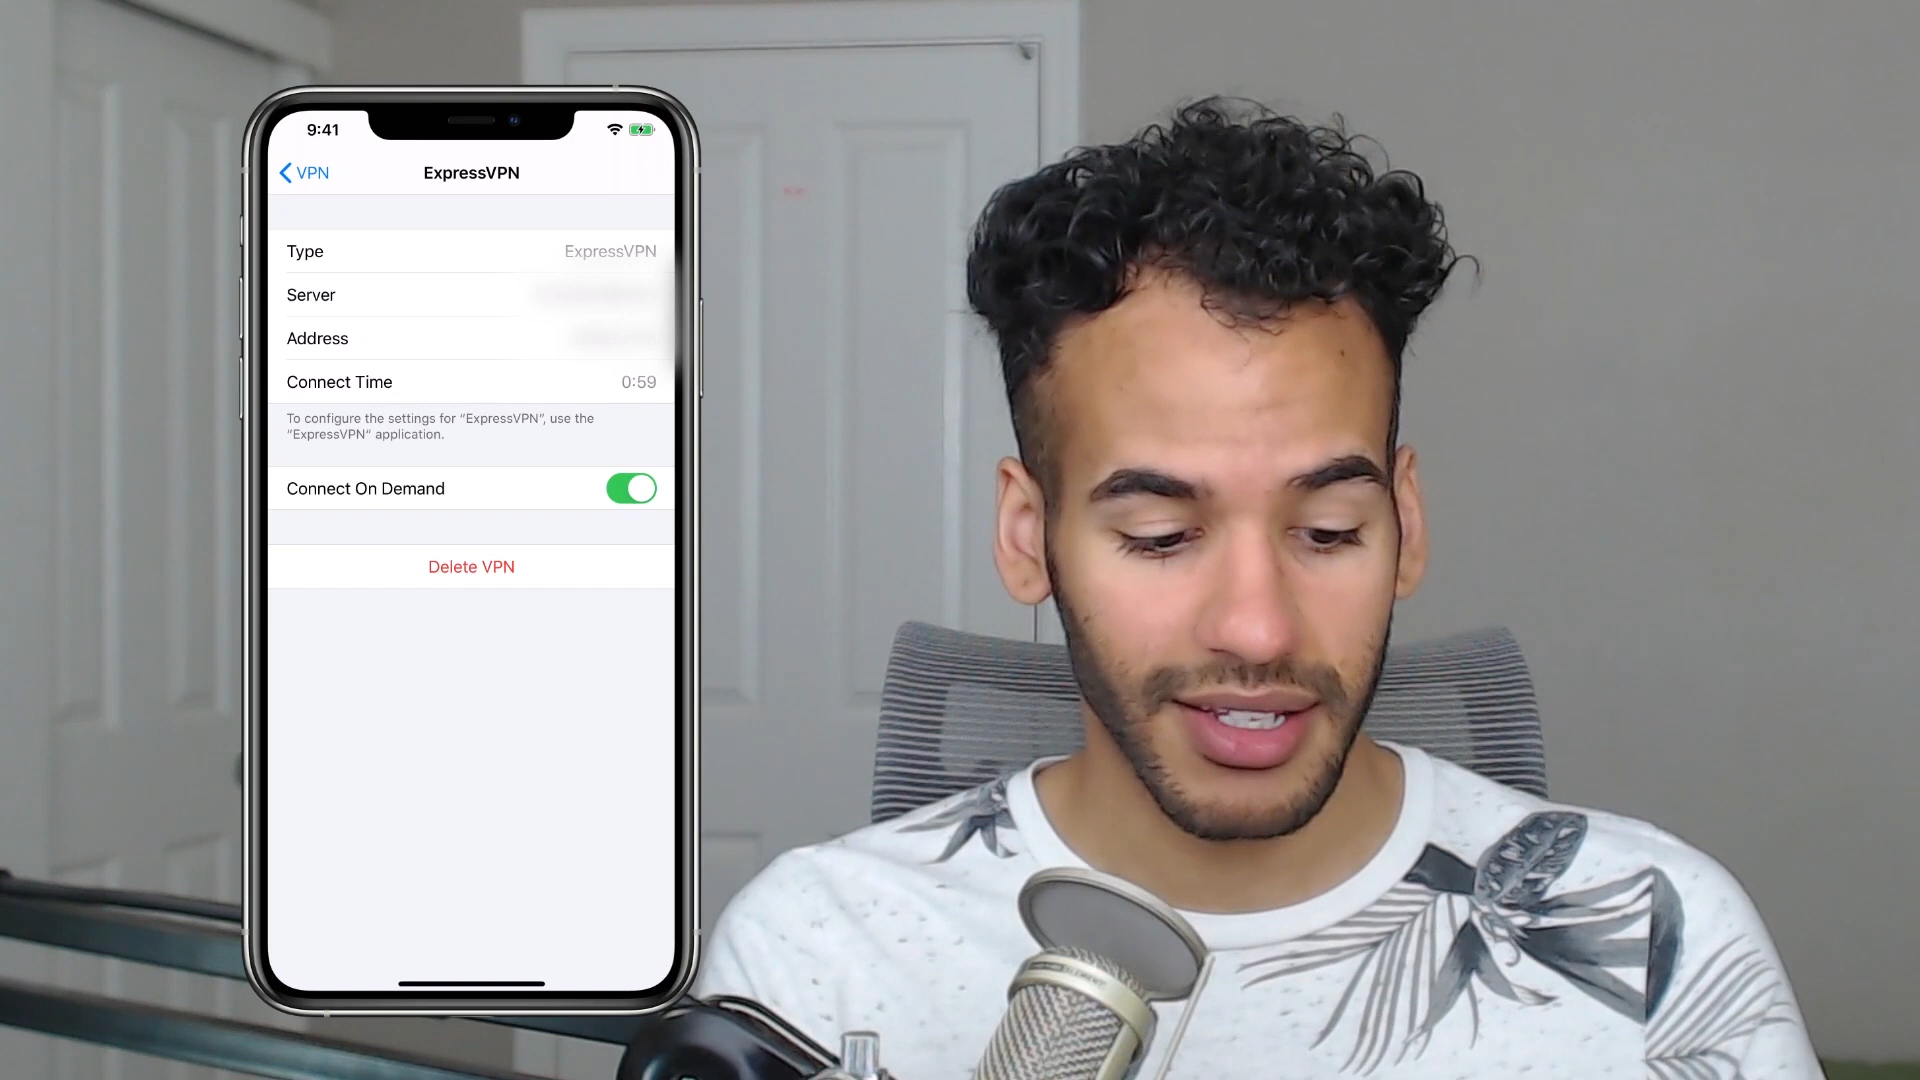 9:41
VPN
ExpressVPN
Type
ExpressVPN
Server
Address
Connect Time
0:59
To configure the settings for “ExpressVPN”, use the
“ExpressVPN” application.
Connect On Demand
Delete VPN